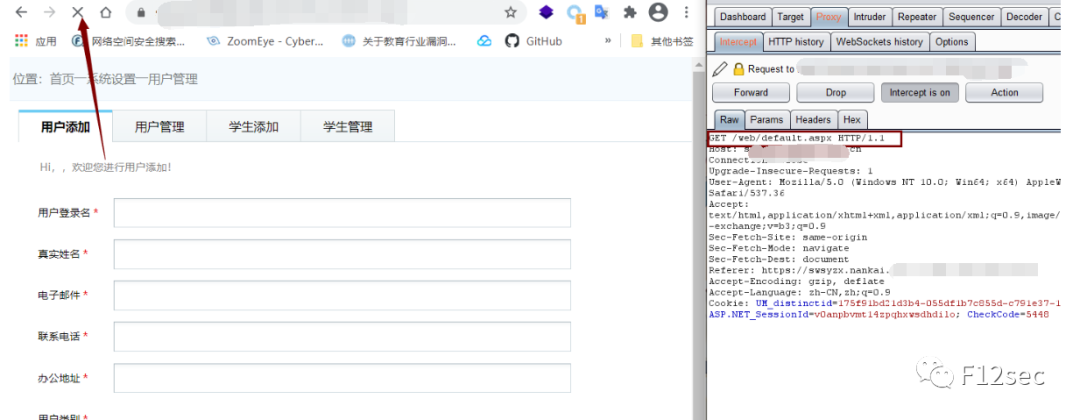 应用
网络空间安全搜索...
ZoomEye - Cyber...
关于教育行业漏洞...
GitHub
»
其他书签
位置：首页—系统设置—用户管理
用户添加
用户管理
学生添加
学生管理
Hi，，欢迎您进行用户添加!
用户登录名 *
真实姓名 *
电子邮件 *
联系电话 *
办公地址 *
用户类别 *
Dashboard Target Proxy Intruder Repeater Sequencer Decoder C
Intercept HTTP history WebSockets history Options
Request to
Forward Drop Intercept is on Action
Raw Params Headers Hex
GET /web/default.aspx HTTP/1.1
Host: s cn
Upgrade-Insecure-Requests: 1
User-Agent: Mozilla/5.0 (Windows NT 10.0; Win64; x64) AppleW
Safari/537.36
Accept:
text/html,application/xhtml+xml,application/xml;q=0.9,image/
-exchange;v=b3;q=0.9
Sec-Fetch-Site: same-origin
Sec-Fetch-Mode: navigate
Sec-Fetch-Dest: document
Referer: https://swsyzx.nankai.
Accept-Encoding: gzip, deflate
Accept-Language: zh-CN,zh;q=0.9
Cookie: UM_distinctid=175f91bd21d3b4-055df1b7c855d-c791e37-1
ASP.NET_SessionId=v0anpbvmt14zpqhxwsdhdilo; CheckCode=5448
F12sec